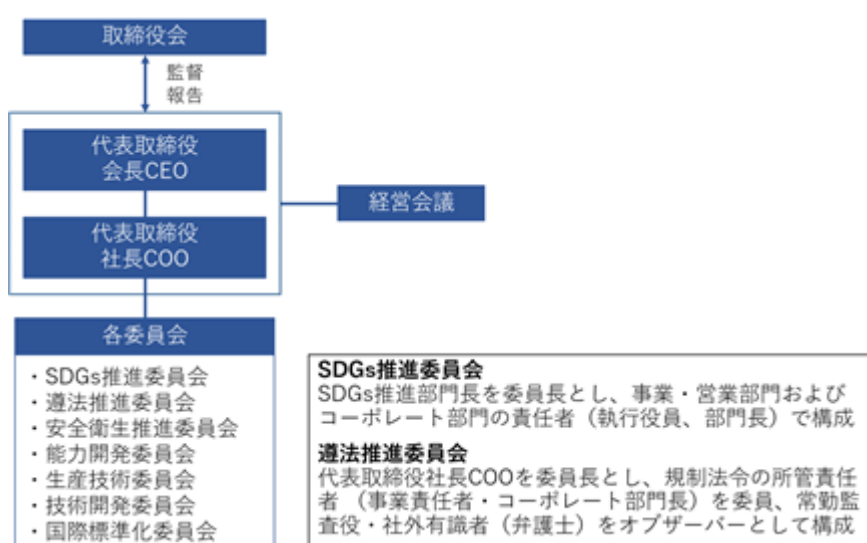 取締役会
監督
報告
代表取締役
会長CEO
経営会議
代表取締役
社長COO
各委員会
・SDGs推進委員会
・遵法推進委員会
・安全衛生推進委員会
・能力開発委員会
・生産技術委員会
・技術開発委員会
・国際標準化委員会
SDGs推進委員会
SDGs推進部門長を委員長とし、事業・営業部門および
コーポレート部門の責任者（執行役員、部門長）で構成
遵法推進委員会
代表取締役社長COOを委員長とし、規制法令の所管責任
者 （事業責任者・コーポレート部門長）を委員、常勤監
査役・社外有識者（弁護士）をオブザーバーとして構成